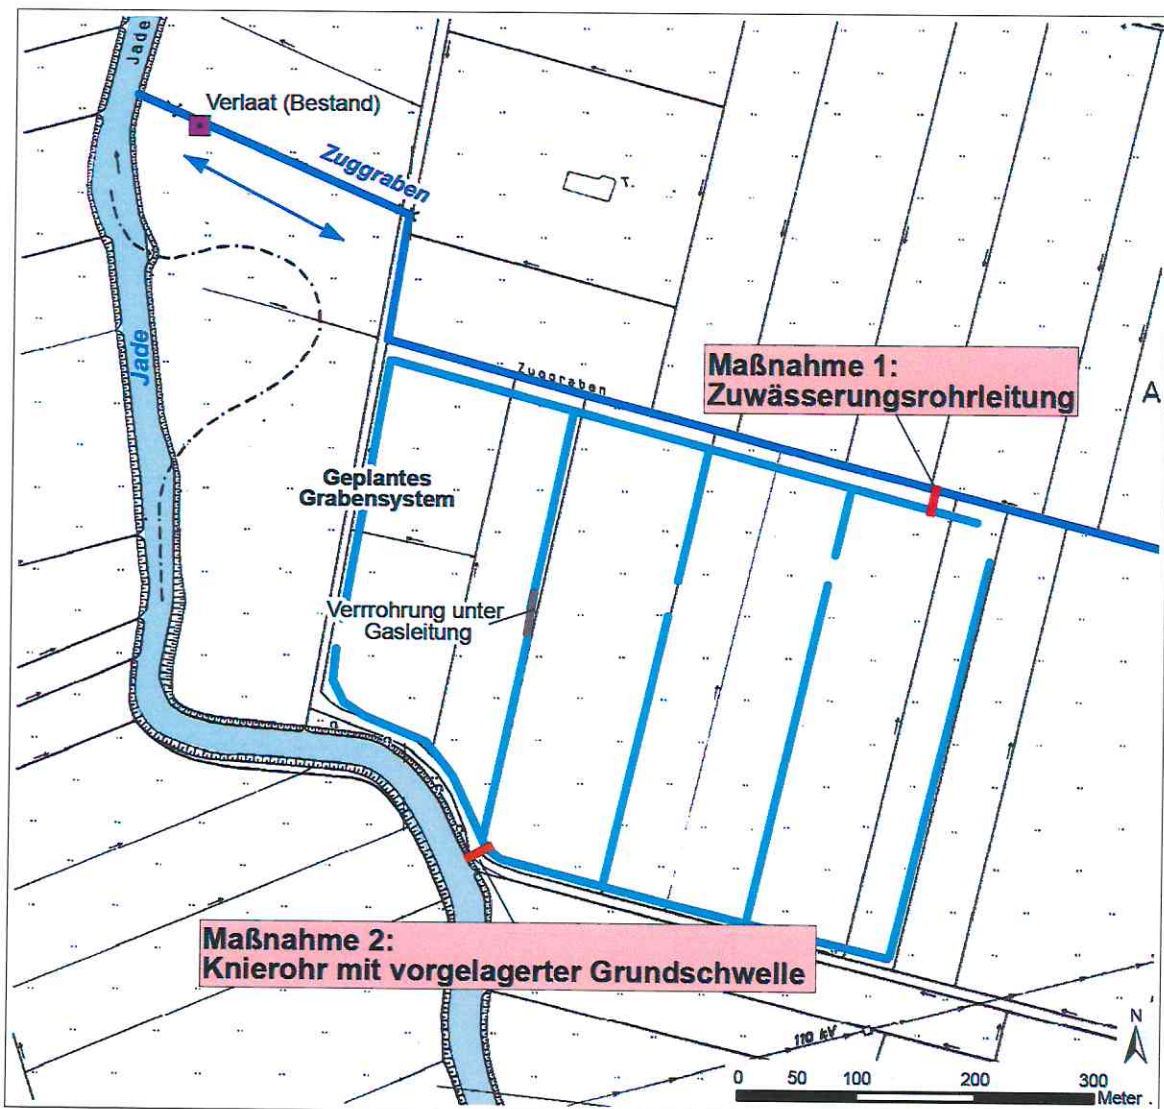 Jade
Verlaat (Bestand)
Zuggraben
T.
Jade
Maßnahme 1:
Zuwässerungsrohrleitung
A
Zuggraben
Geplantes
Grabensystem
Verrrohrung unter
Gasleitung
Maßnahme 2:
Knierohr mit vorgelagerter Grundschwelle
110 kV
N
0 50 100 200 300
Meter